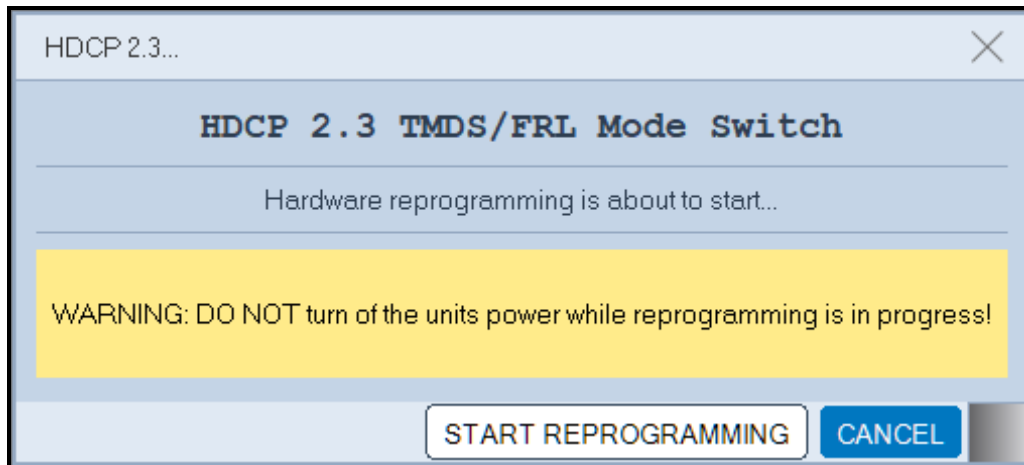 HDCP 2.3...
HDCP 2.3 TMDS/FRL Mode Switch
Hardware reprogramming is about to start...
WARNING: DO NOT turn of the units power while reprogramming is in progress!
START REPROGRAMMING CANCEL